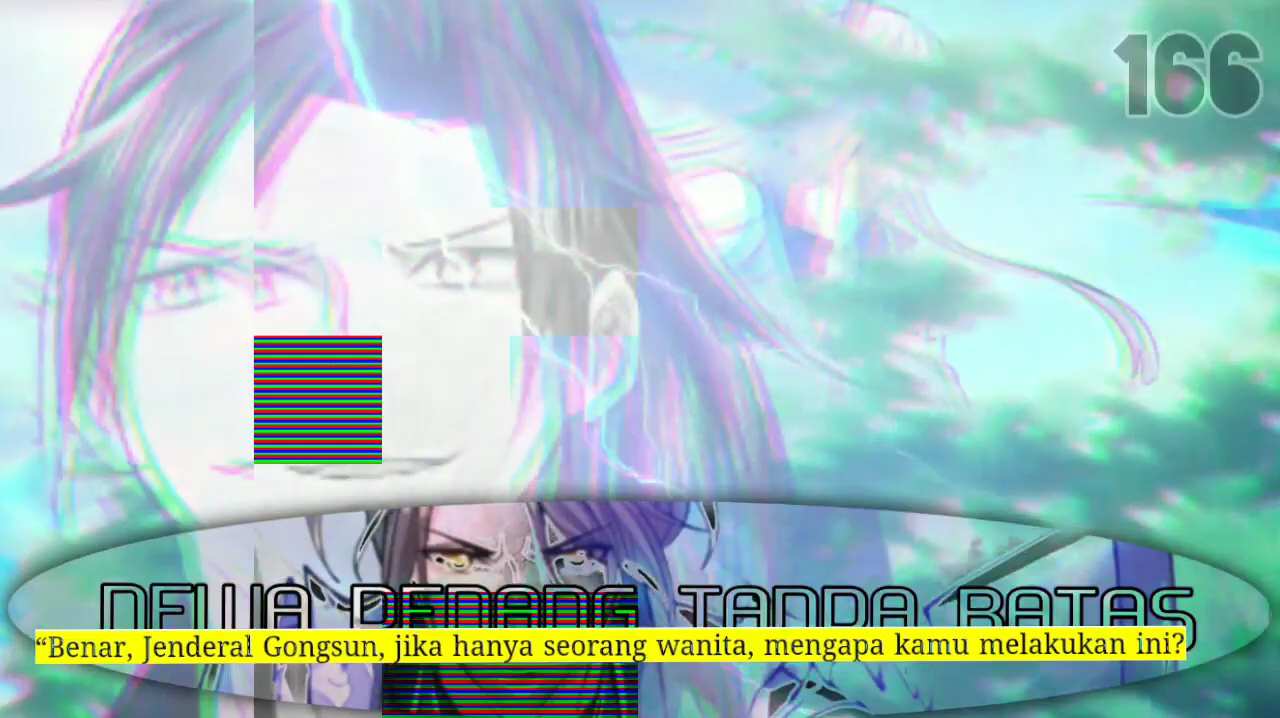 166
DEWA PEDANG TANPA BATAS
“Benar, Jenderal Gongsun, jika hanya seorang wanita, mengapa kamu melakukan ini?